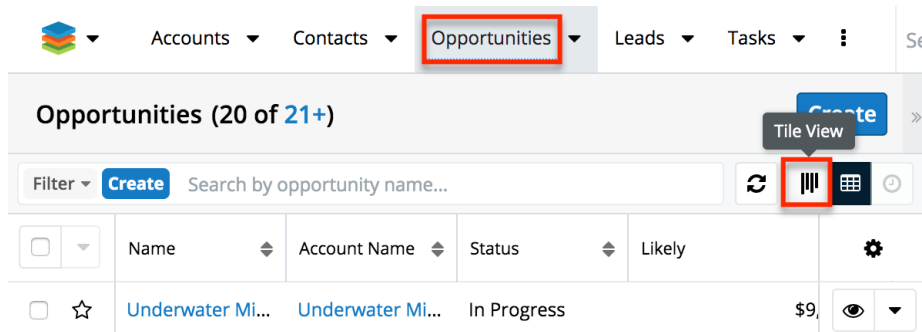 Accounts Contacts Opportunities Leads Tasks
Opportunities (20 of 21+) Create
Tile View
Filter Create Search by opportunity name...
Name Account Name Status Likely
Underwater Mi... Underwater Mi... In Progress $9,